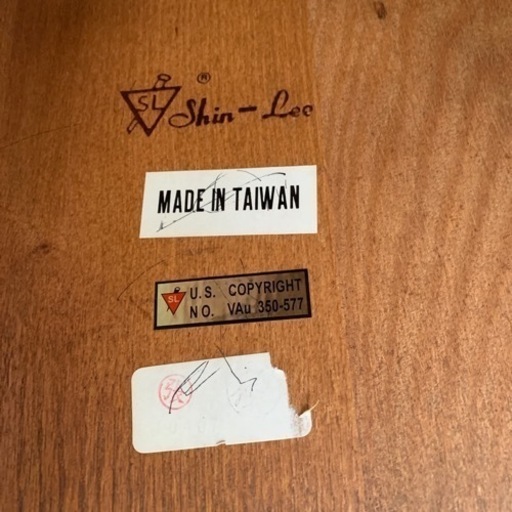 SL ®
Shin-Lee
MADE IN TAIWAN
SL U.S. COPYRIGHT
NO. VAu 350-577